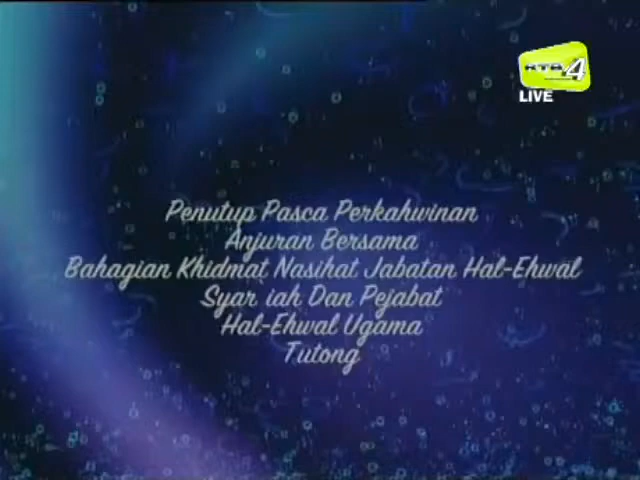 LIVE
Penutup Pasca Perkahwinan
Anjuran Bersama
Bahagian Khidmat Nasihat Jabatan Hal-Ehwal
Syar'iah Dan Pejabat
Hal-Ehwal Ugama
Tutong